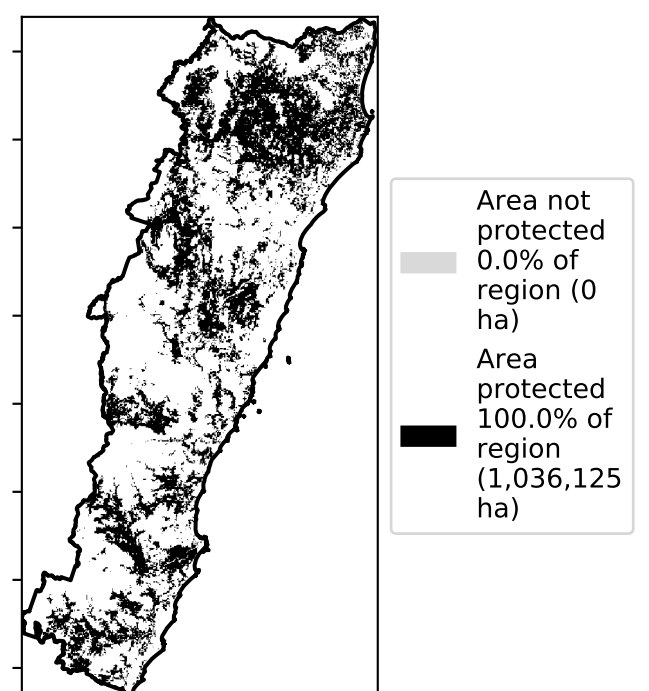 Area not
protected
0.0% of
region (0
ha)
Area
protected
100.0% of
region
(1,036,125
ha)